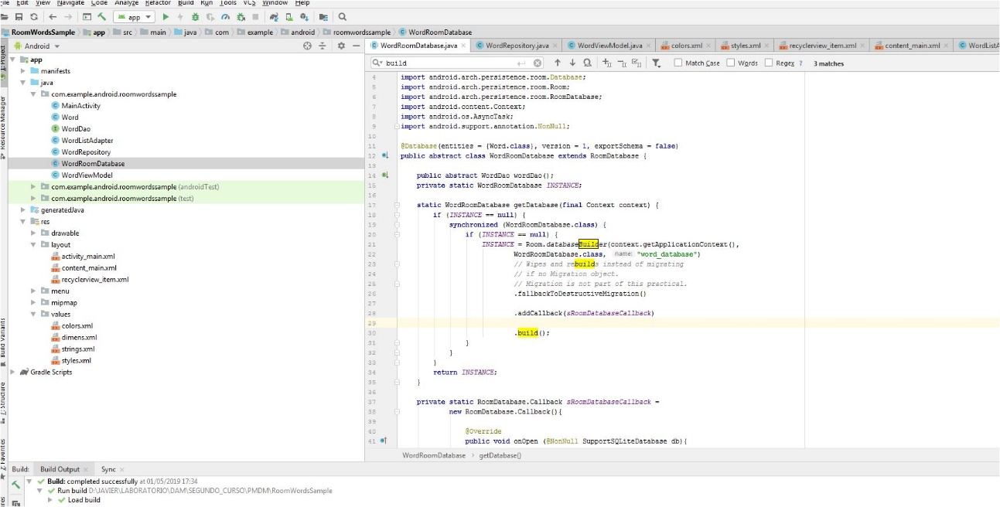 File Edit View Navigate Code Analyze Refactor Build Run Tools VCS Window Help
app
RoomWordsSample app src main java com example android roomwordssample WordRoomDatabase
Android
WordRoomDatabase.java WordRepository.java WordViewModel.java colors.xml styles.xml recyclerview_item.xml content_main.xml WordListA
build
Match Case Words Regex ? 3 matches
1: Project
Resource Manager
Build Variants
Z: Structure
2: Favorites
app
manifests
java
com.example.android.roomwordssample
MainActivity
Word
WordDao
WordListAdapter
WordRepository
WordRoomDatabase
WordViewModel
com.example.android.roomwordssample (androidTest)
com.example.android.roomwordssample (test)
generatedJava
res
drawable
layout
activity_main.xml
content_main.xml
recyclerview_item.xml
menu
mipmap
values
colors.xml
dimens.xml
strings.xml
styles.xml
Gradle Scripts
4 import android.arch.persistence.room.Database;
5 import android.arch.persistence.room.Room;
6 import android.arch.persistence.room.RoomDatabase;
7 import android.content.Context;
8 import android.os.AsyncTask;
9 import android.support.annotation.NonNull;
10
11 @Database(entities = {Word.class}, version = 1, exportSchema = false)
12 public abstract class WordRoomDatabase extends RoomDatabase {
13
14 public abstract WordDao wordDao();
15 private static WordRoomDatabase INSTANCE;
16
17 static WordRoomDatabase getDatabase(final Context context) {
18 if (INSTANCE == null) {
19 synchronized (WordRoomDatabase.class) {
20 if (INSTANCE == null) {
21 INSTANCE = Room.databaseBuilder(context.getApplicationContext(),
22 WordRoomDatabase.class, name: "word_database")
23 // Wipes and rebuilds instead of migrating
24 // if no Migration object.
25 // Migration is not part of this practical.
26 .fallbackToDestructiveMigration()
27
28 .addCallback(sRoomDatabaseCallback)
29
30 .build();
31 }
32 }
33 }
34 return INSTANCE;
35 }
36
37 private static RoomDatabase.Callback sRoomDatabaseCallback =
38 new RoomDatabase.Callback(){
39
40 @Override
41 public void onOpen (@NonNull SupportSQLiteDatabase db){
WordRoomDatabase getDatabase()
Build: Build Output Sync
Build: completed successfully at 01/05/2019 17:34
Run build D:\JAVIER\LABORATORIO\DAM\SEGUNDO_CURSO\PMDM\RoomWordsSample
Load build